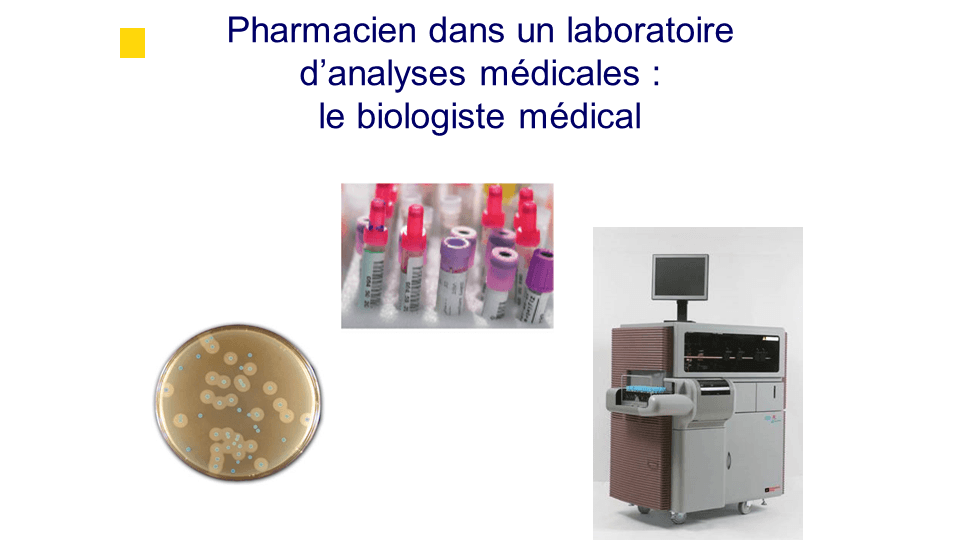 Pharmacien dans un laboratoire
d’analyses médicales :
le biologiste médical